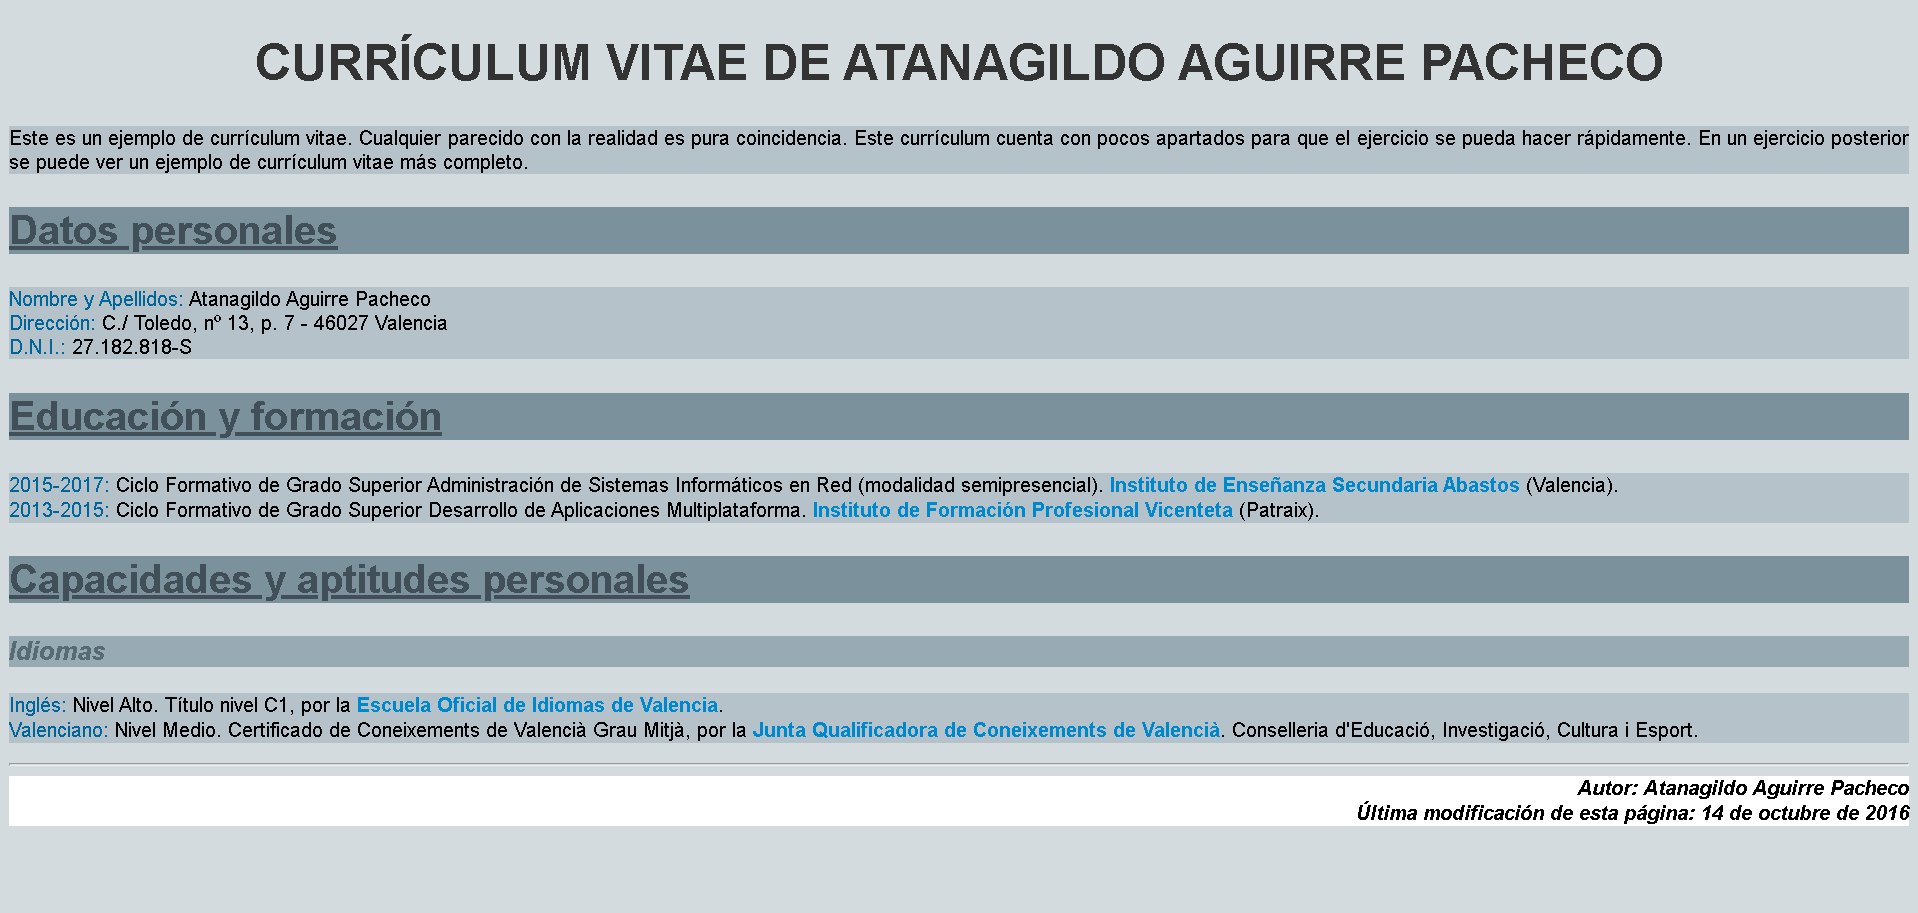 CURRÍCULUM VITAE DE ATANAGILDO AGUIRRE PACHECO
Este es un ejemplo de currículum vitae. Cualquier parecido con la realidad es pura coincidencia. Este currículum cuenta con pocos apartados para que el ejercicio se pueda hacer rápidamente. En un ejercicio posterior
se puede ver un ejemplo de currículum vitae más completo.
Datos personales
Nombre y Apellidos: Atanagildo Aguirre Pacheco
Dirección: C./ Toledo, nº 13, p. 7 - 46027 Valencia
D.N.I.: 27.182.818-S
Educación y formación
2015-2017: Ciclo Formativo de Grado Superior Administración de Sistemas Informáticos en Red (modalidad semipresencial). Instituto de Enseñanza Secundaria Abastos (Valencia).
2013-2015: Ciclo Formativo de Grado Superior Desarrollo de Aplicaciones Multiplataforma. Instituto de Formación Profesional Vicenteta (Patraix).
Capacidades y aptitudes personales
Idiomas
Inglés: Nivel Alto. Título nivel C1, por la Escuela Oficial de Idiomas de Valencia.
Valenciano: Nivel Medio. Certificado de Coneixements de Valencià Grau Mitjà, por la Junta Qualificadora de Coneixements de Valencià. Conselleria d'Educació, Investigació, Cultura i Esport.
Autor: Atanagildo Aguirre Pacheco
Última modificación de esta página: 14 de octubre de 2016